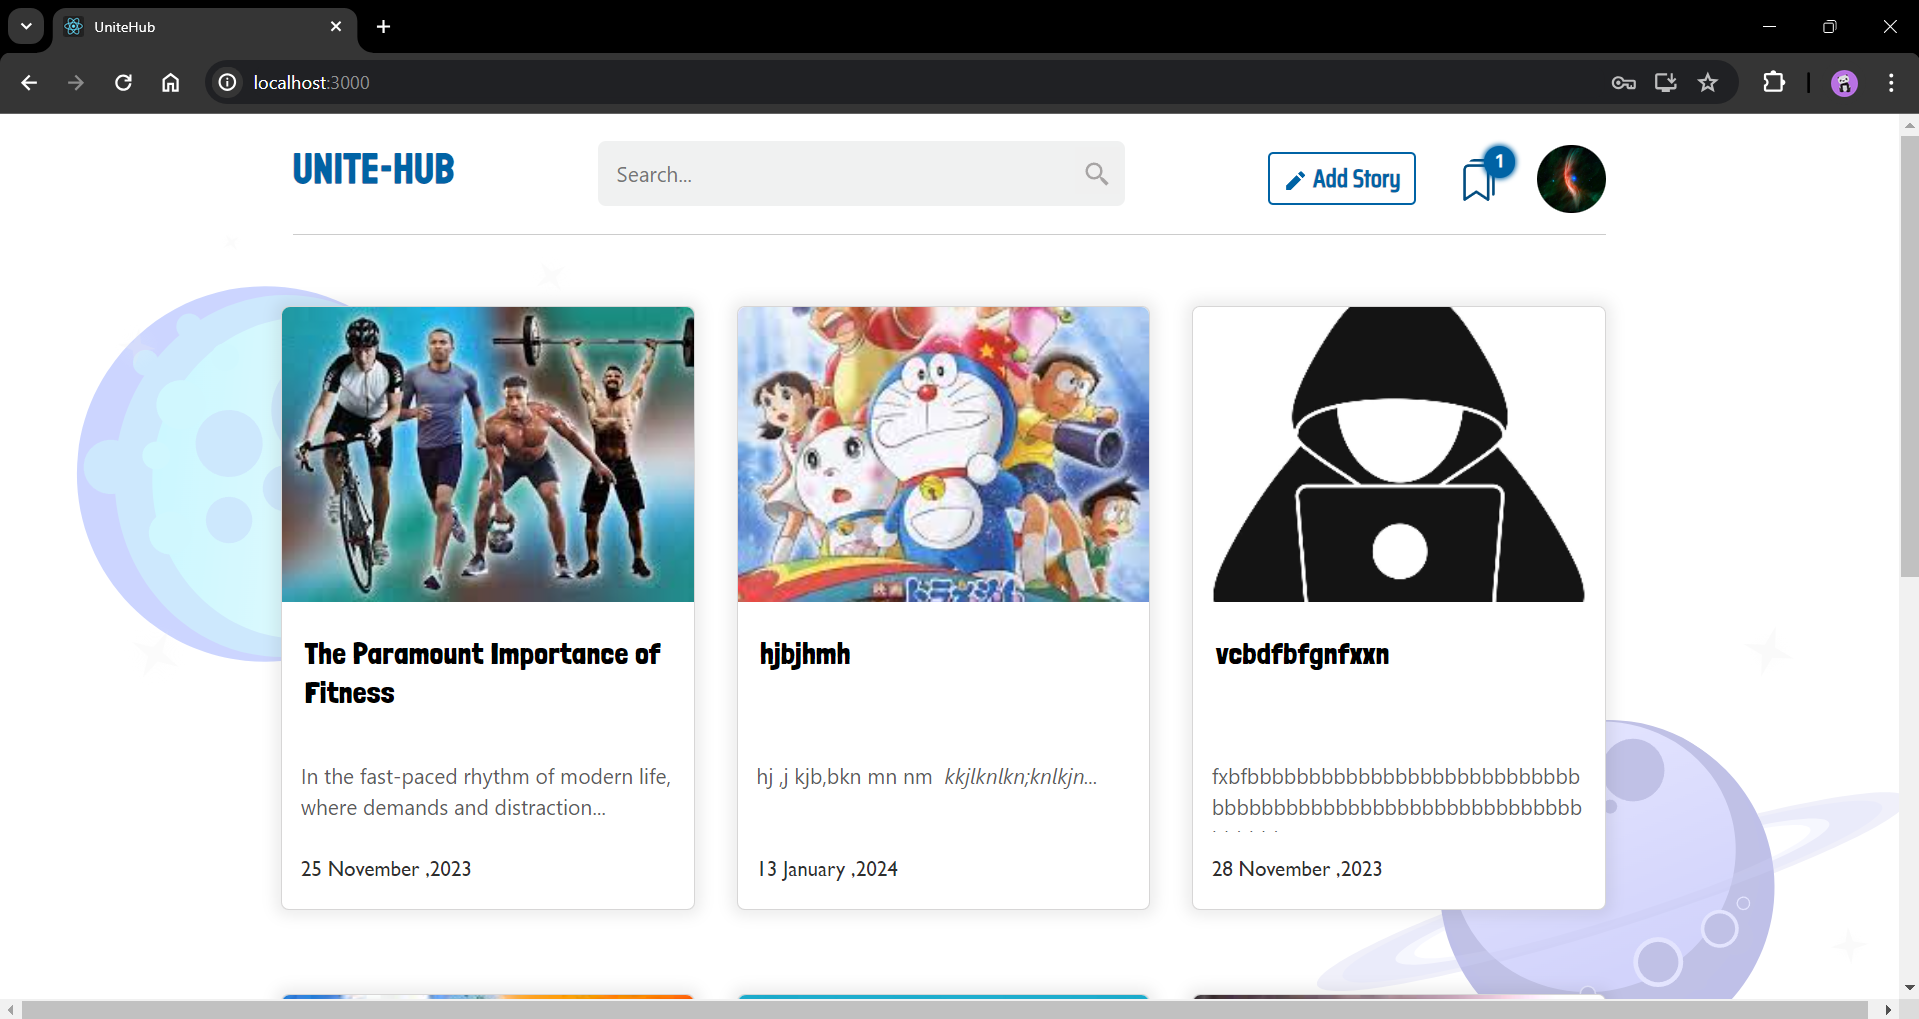 UniteHub
localhost:3000
UNITE-HUB
Search...
Add Story
1
The Paramount Importance of
Fitness
In the fast-paced rhythm of modern life,
where demands and distraction...
25 November ,2023
hjbjhmh
hj ,j kjb,bkn mn nm kkjlknlkn;knlkjn...
13 January ,2024
vcbdfbfgnfxxn
fxbfbbbbbbbbbbbbbbbbbbbbbbbbbbb
bbbbbbbbbbbbbbbbbbbbbbbbbbbbbb
28 November ,2023